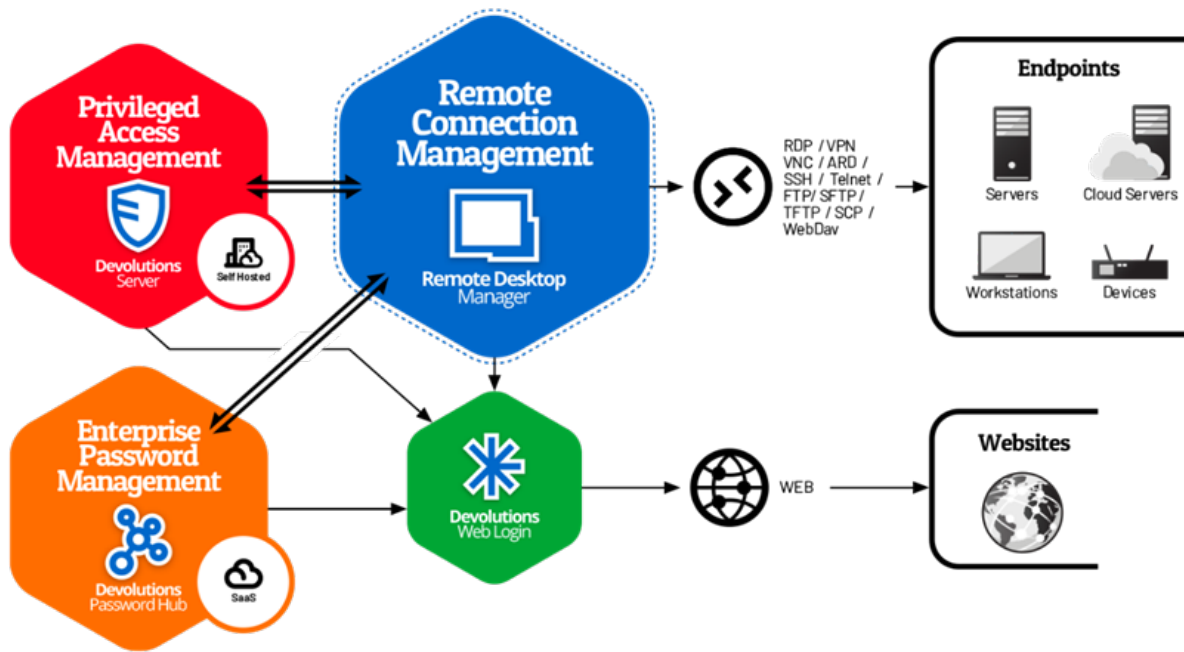 Privileged
Access
Management
Devolutions
Server
Self Hosted
Remote
Connection
Management
Remote Desktop
Manager
RDP / VPN
VNC / ARD /
SSH / Telnet /
FTP/ SFTP /
TFTP / SCP /
WebDav
Endpoints
Servers
Cloud Servers
Workstations
Devices
Enterprise
Password
Management
Devolutions
Password Hub
SaaS
Devolutions
Web Login
WEB
Websites